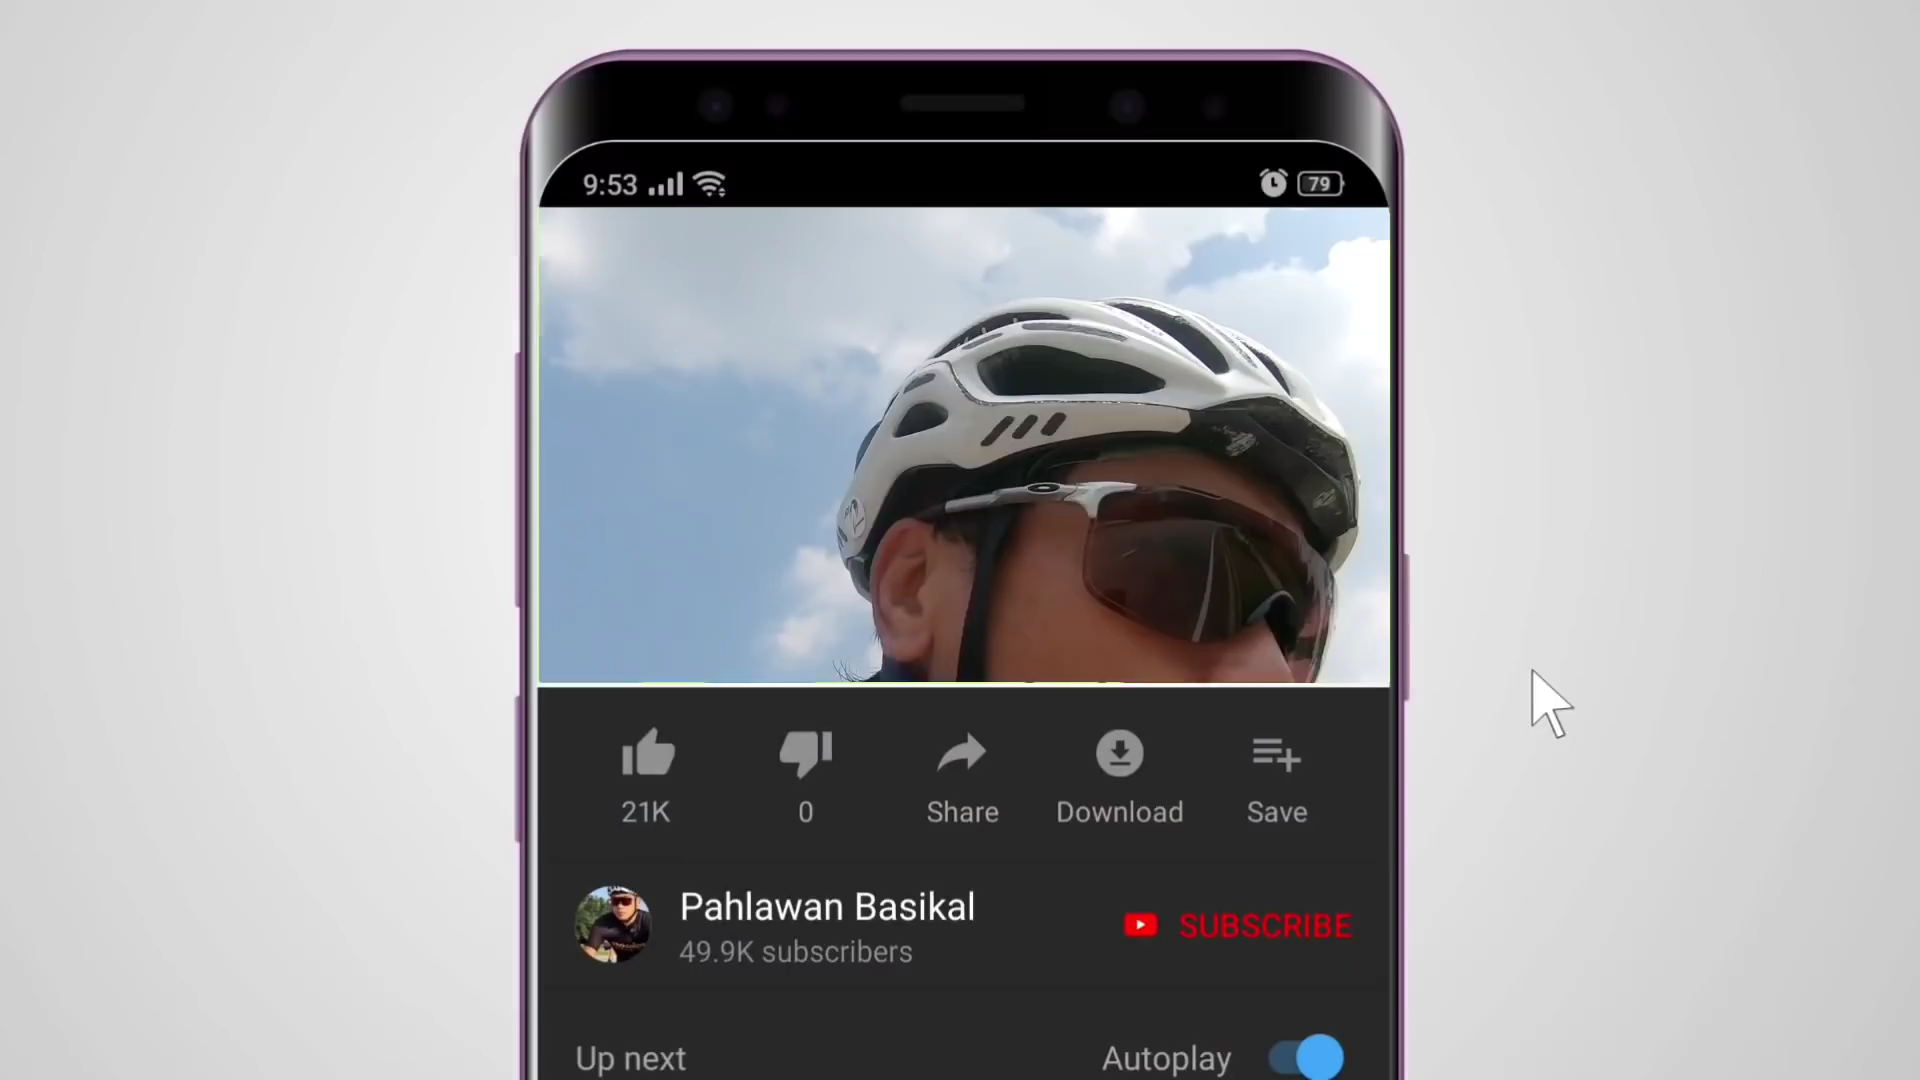 9:53
79
21K
0
Share
Download
Save
Pahlawan Basikal
SUBSCRIBE
49.9K subscribers
Up next
Autoplay